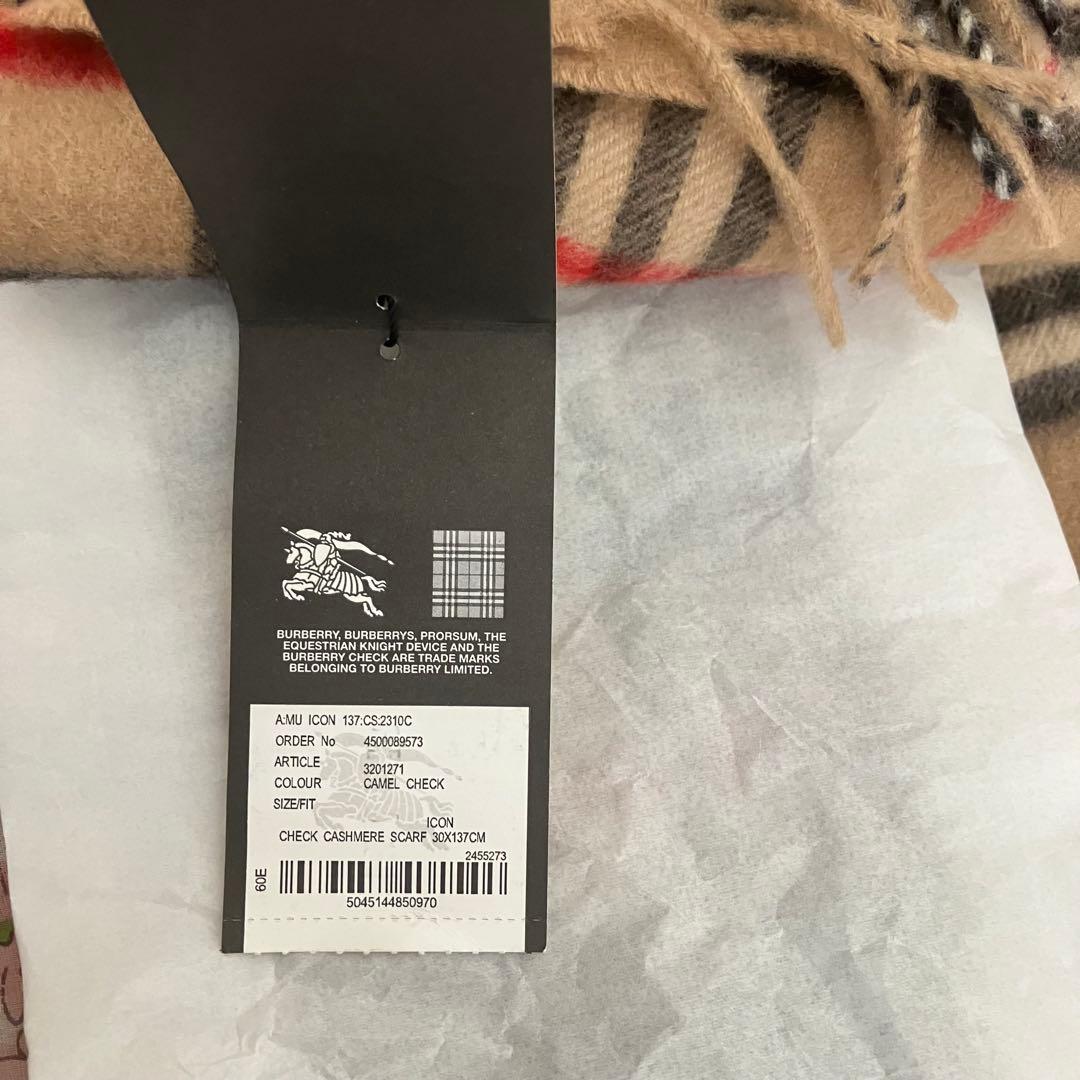 BURBERRY, BURBERRYS, PRORSUM, THE
EQUESTRIAN KNIGHT DEVICE AND THE
BURBERRY CHECK ARE TRADE MARKS
BELONGING TO BURBERRY LIMITED.
A:MU ICON 137:CS:2310C
ORDER No 4500089573
ARTICLE 3201271
COLOUR CAMEL CHECK
SIZE/FIT
ICON
CHECK CASHMERE SCARF 30X137CM
2455273
60E
5045144850970